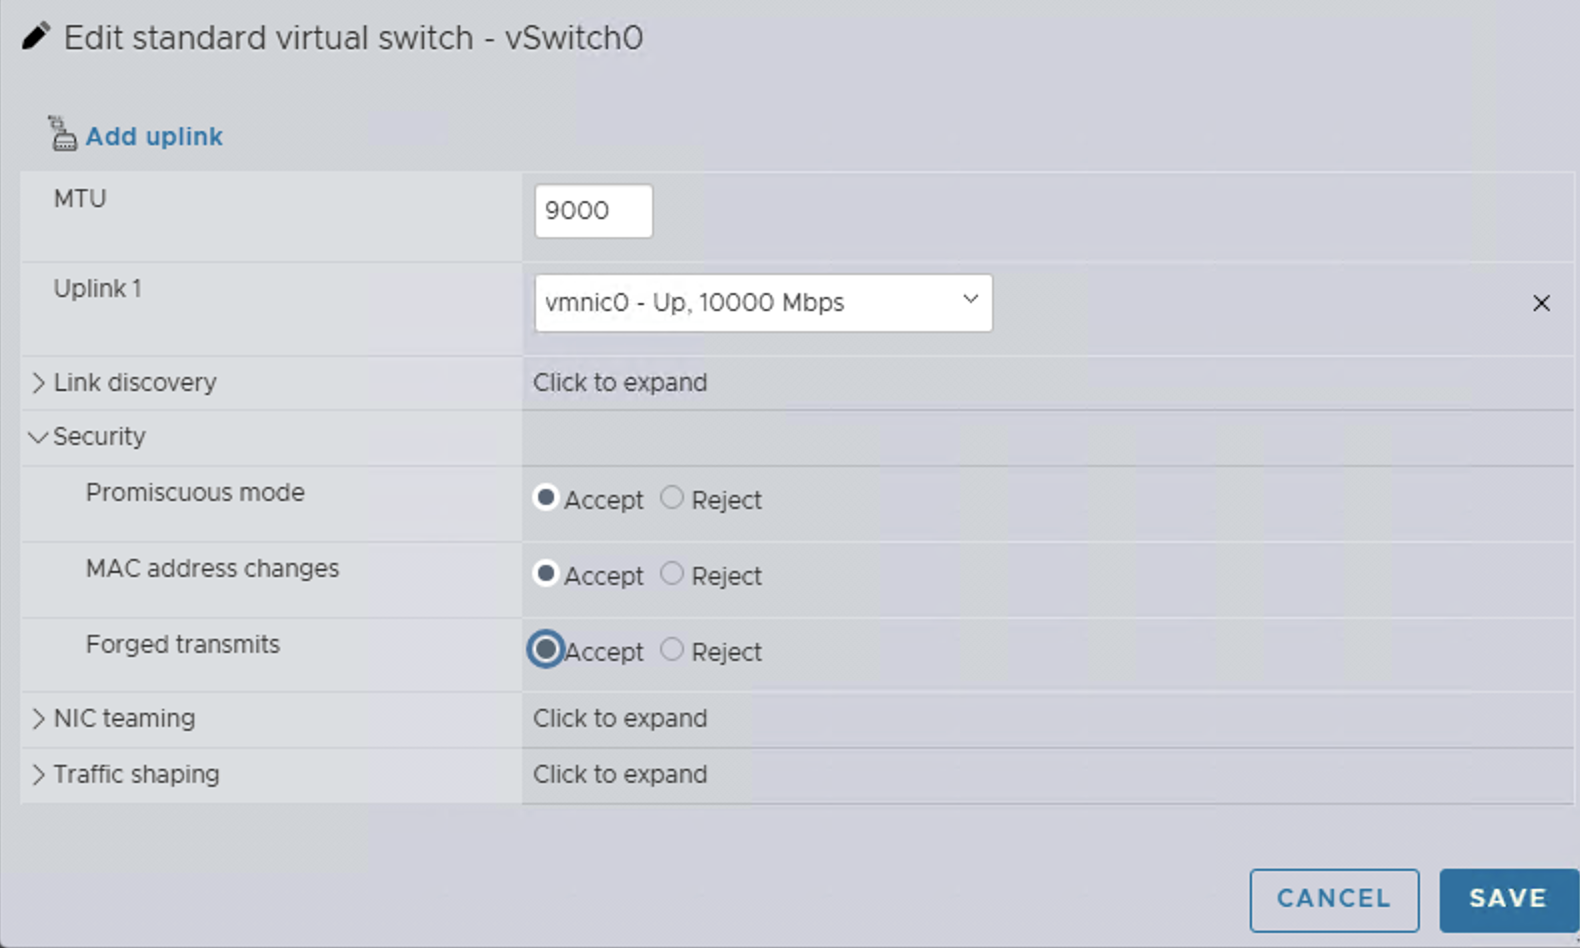 Edit standard virtual switch - vSwitch0
Add uplink
MTU
9000
Uplink 1
vmnic0 - Up, 10000 Mbps
Link discovery
Click to expand
Security
Promiscuous mode
Accept
Reject
MAC address changes
Accept
Reject
Forged transmits
Accept
Reject
NIC teaming
Click to expand
Traffic shaping
Click to expand
CANCEL
SAVE